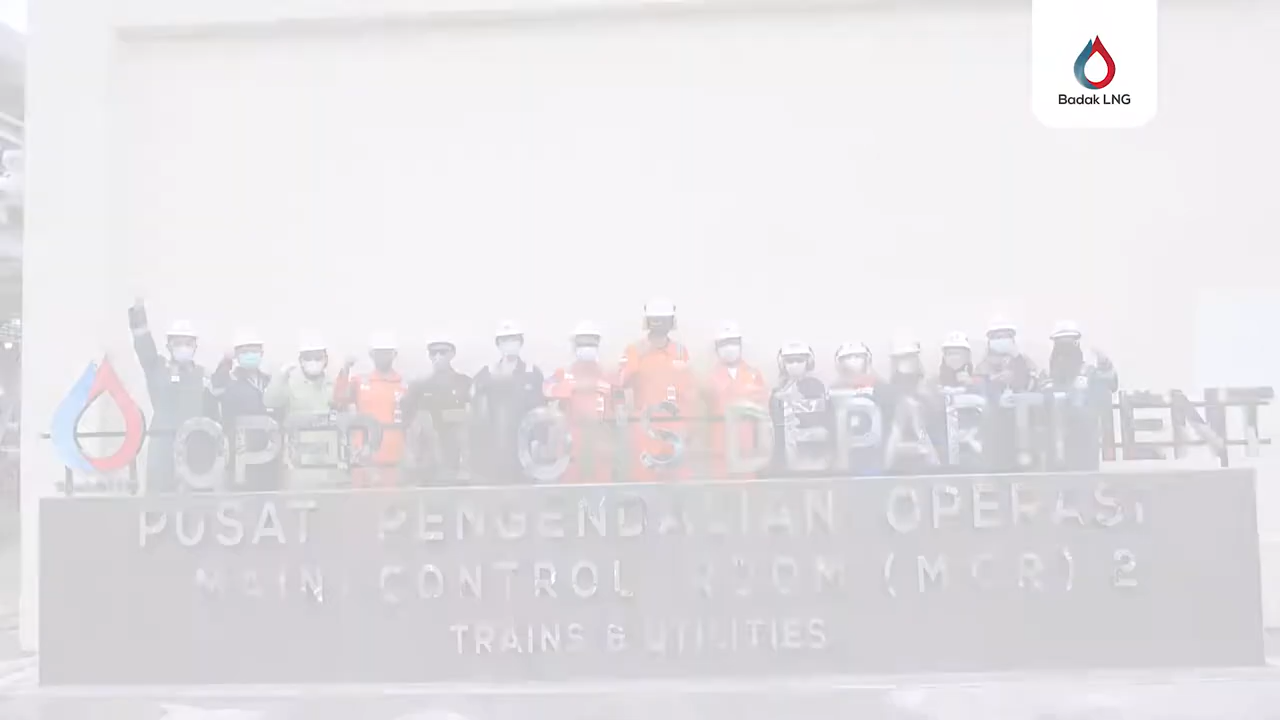 Badak LNG
OPERATIONS DEPARTMENT
PUSAT PENGENDALIAN OPERASI
MAIN CONTROL ROOM (MCR) 2
TRAINS & UTILITIES